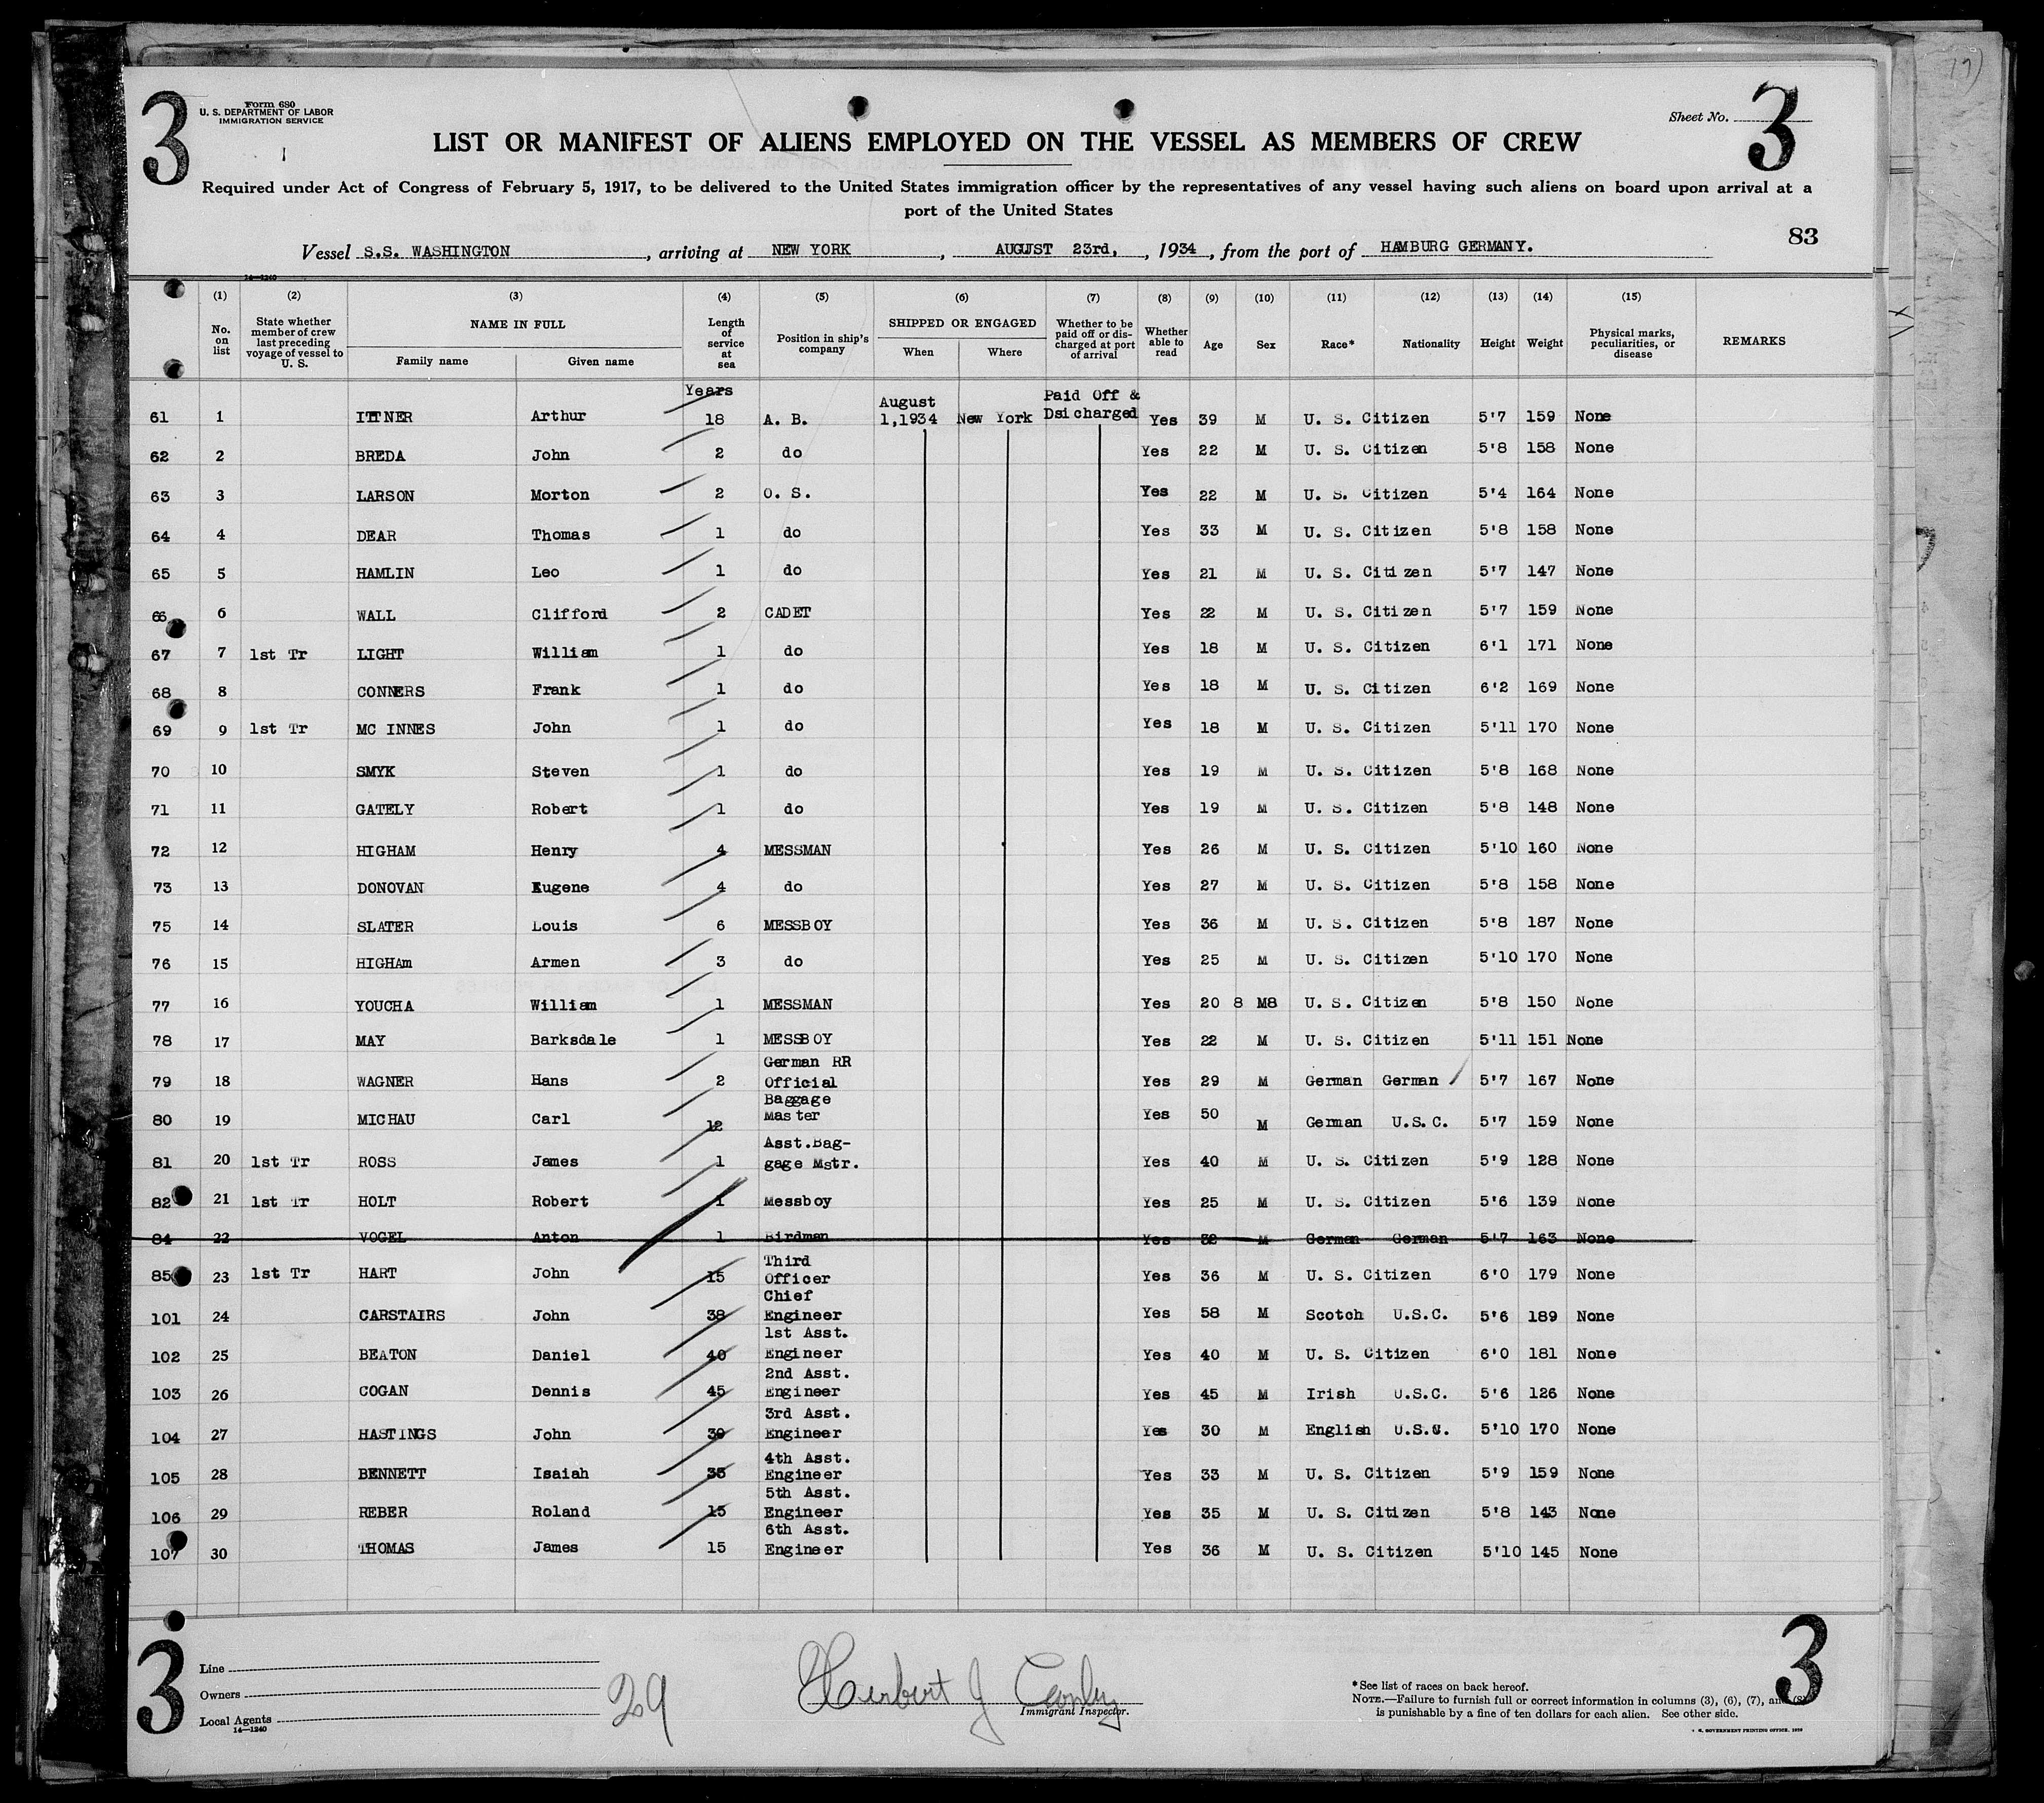 3
Form 680
U. S. DEPARTMENT OF LABOR
IMMIGRATION SERVICE
Sheet No. 3
LIST OR MANIFEST OF ALIENS EMPLOYED ON THE VESSEL AS MEMBERS OF CREW
Required under Act of Congress of February 5, 1917, to be delivered to the United States immigration officer by the representatives of any vessel having such aliens on board upon arrival at a
port of the United States
83
Vessel S.S. WASHINGTON, arriving at NEW YORK, AUGUST 23rd, 1934, from the port of HAMBURG GERMANY.
14—1240
(1) (2) (3) (4) (5) (6) (7) (8) (9) (10) (11) (12) (13) (14) (15)
No. on list State whether member of crew last preceding voyage of vessel to U. S. NAME IN FULL Family name Given name Length of service at sea Position in ship's company SHIPPED OR ENGAGED When Where Whether to be paid off or discharged at port of arrival Whether able to read Age Sex Race* Nationality Height Weight Physical marks, peculiarities, or disease REMARKS
Years August Paid Off &
61 1 ITTNER Arthur 18 A. B. 1,1934 New York Dsicharged Yes 39 M U. S. Citizen 5'7 159 None
62 2 BREDA John 2 do Yes 22 M U. S. Citizen 5'8 158 None
63 3 LARSON Morton 2 O. S. Yes 22 M U. S. Citizen 5'4 164 None
64 4 DEAR Thomas 1 do Yes 33 M U. S. Citizen 5'8 158 None
65 5 HAMLIN Leo 1 do Yes 21 M U. S. Citizen 5'7 147 None
66 6 WALL Clifford 2 CADET Yes 22 M U. S. Citizen 5'7 159 None
67 7 1st Tr LIGHT William 1 do Yes 18 M U. S. Citizen 6'1 171 None
68 8 CONNERS Frank 1 do Yes 18 M U. S. Citizen 6'2 169 None
69 9 1st Tr MC INNES John 1 do Yes 18 M U. S. Citizen 5'11 170 None
70 10 SMYK Steven 1 do Yes 19 M U. S. Citizen 5'8 168 None
71 11 GATELY Robert 1 do Yes 19 M U. S. Citizen 5'8 148 None
72 12 HIGHAM Henry 4 MESSMAN Yes 26 M U. S. Citizen 5'10 160 None
73 13 DONOVAN Eugene 4 do Yes 27 M U. S. Citizen 5'8 158 None
75 14 SLATER Louis 6 MESSBOY Yes 36 M U. S. Citizen 5'8 187 None
76 15 HIGHAm Armen 3 do Yes 25 M U. S. Citizen 5'10 170 None
77 16 YOUCHA William 1 MESSMAN Yes 20 8 M8 U. S. Citizen 5'8 150 None
78 17 MAY Barksdale 1 MESSBOY Yes 22 M U. S. Citizen 5'11 151 None
79 18 WAGNER Hans 2 German RR Official Yes 29 M German German 5'7 167 None
80 19 MICHAU Carl 12 Baggage Master Yes 50 M German U.S.C. 5'7 159 None
81 20 1st Tr ROSS James 1 Asst.Bag-gage Mstr. Yes 40 M U. S. Citizen 5'9 128 None
82 21 1st Tr HOLT Robert 1 Messboy Yes 25 M U. S. Citizen 5'6 139 None
84 22 VOGEL Anton 1 Birdman Yes 32 M German German 5'7 163 None
85 23 1st Tr HART John 15 Third Officer Yes 36 M U. S. Citizen 6'0 179 None
101 24 CARSTAIRS John 38 Chief Engineer Yes 58 M Scotch U.S.C. 5'6 189 None
102 25 BEATON Daniel 40 1st Asst. Engineer Yes 40 M U. S. Citizen 6'0 181 None
103 26 COGAN Dennis 45 2nd Asst. Engineer Yes 45 M Irish U.S.C. 5'6 126 None
104 27 HASTINGS John 30 3rd Asst. Engineer Yes 30 M English U.S.C. 5'10 170 None
105 28 BENNETT Isaiah 33 4th Asst. Engineer Yes 33 M U. S. Citizen 5'9 159 None
106 29 REBER Roland 15 5th Asst. Engineer Yes 35 M U. S. Citizen 5'8 143 None
107 30 THOMAS James 15 6th Asst. Engineer Yes 36 M U. S. Citizen 5'10 145 None
3
Line
Owners
Local Agents
14—1240
29
Herbert J
Immigrant Inspector.
3
*See list of races on back hereof.
NOTE.—Failure to furnish full or correct information in columns (3), (6), (7), and (8)
is punishable by a fine of ten dollars for each alien. See other side.
GOVERNMENT PRINTING OFFICE